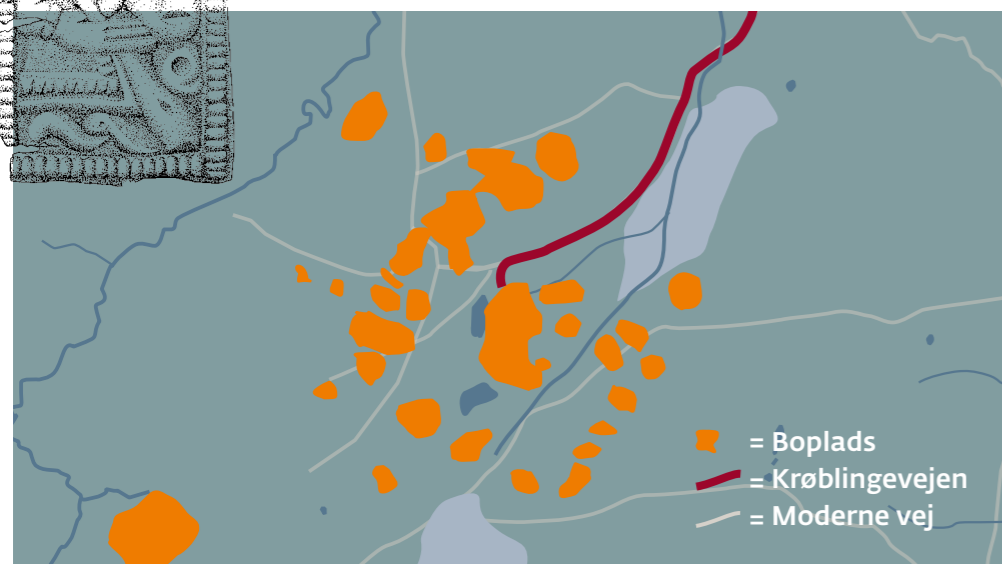 = Boplads
= Krøblingevejen
= Moderne vej